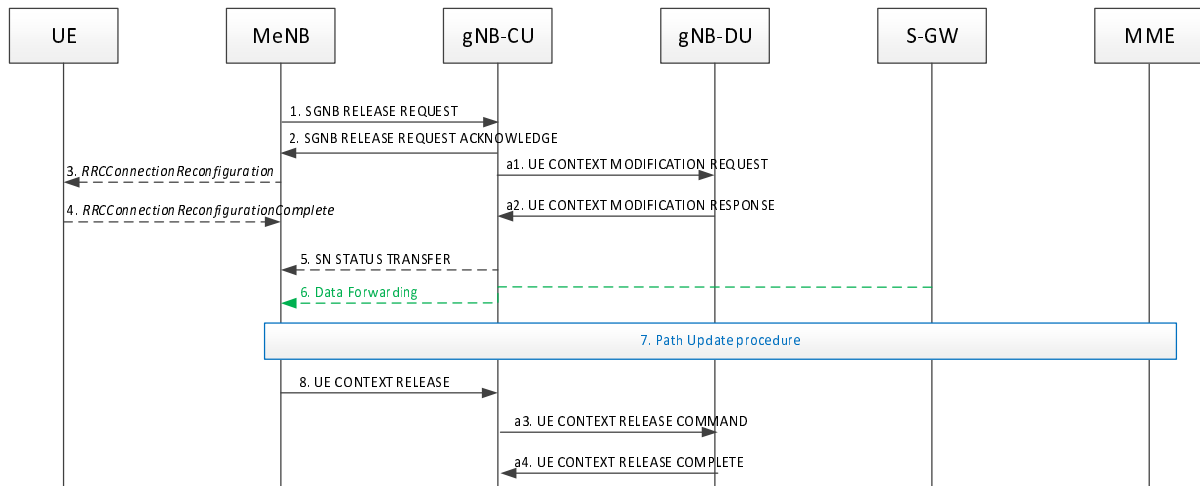 UE
MeNB
gNB-CU
gNB-DU
S-GW
MME
1. SGNB RELEASE REQUEST
2. SGNB RELEASE REQUEST ACKNOWLEDGE
a1. UE CONTEXT MODIFICATION REQUEST
3. RRCConnectionReconfiguration
a2. UE CONTEXT MODIFICATION RESPONSE
4. RRCConnectionReconfigurationComplete
5. SN STATUS TRANSFER
6. Data Forwarding
7. Path Update procedure
8. UE CONTEXT RELEASE
a3. UE CONTEXT RELEASE COMMAND
a4. UE CONTEXT RELEASE COMPLETE